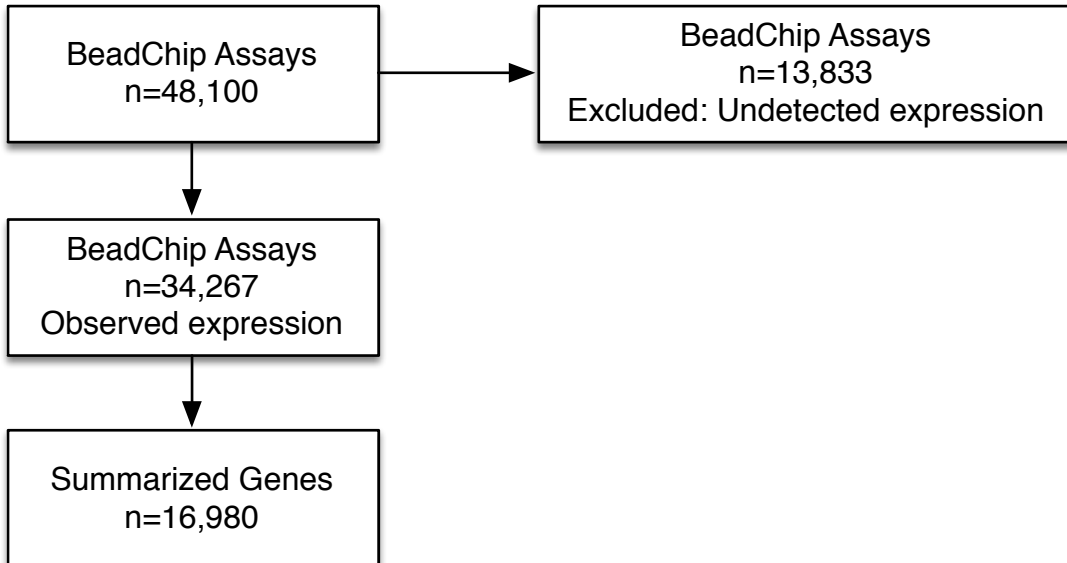 BeadChip Assays
n=48,100
BeadChip Assays
n=13,833
Excluded: Undetected expression
BeadChip Assays
n=34,267
Observed expression
Summarized Genes
n=16,980